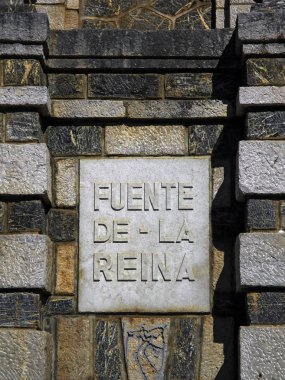 FUENTE
DE - LA
REINA